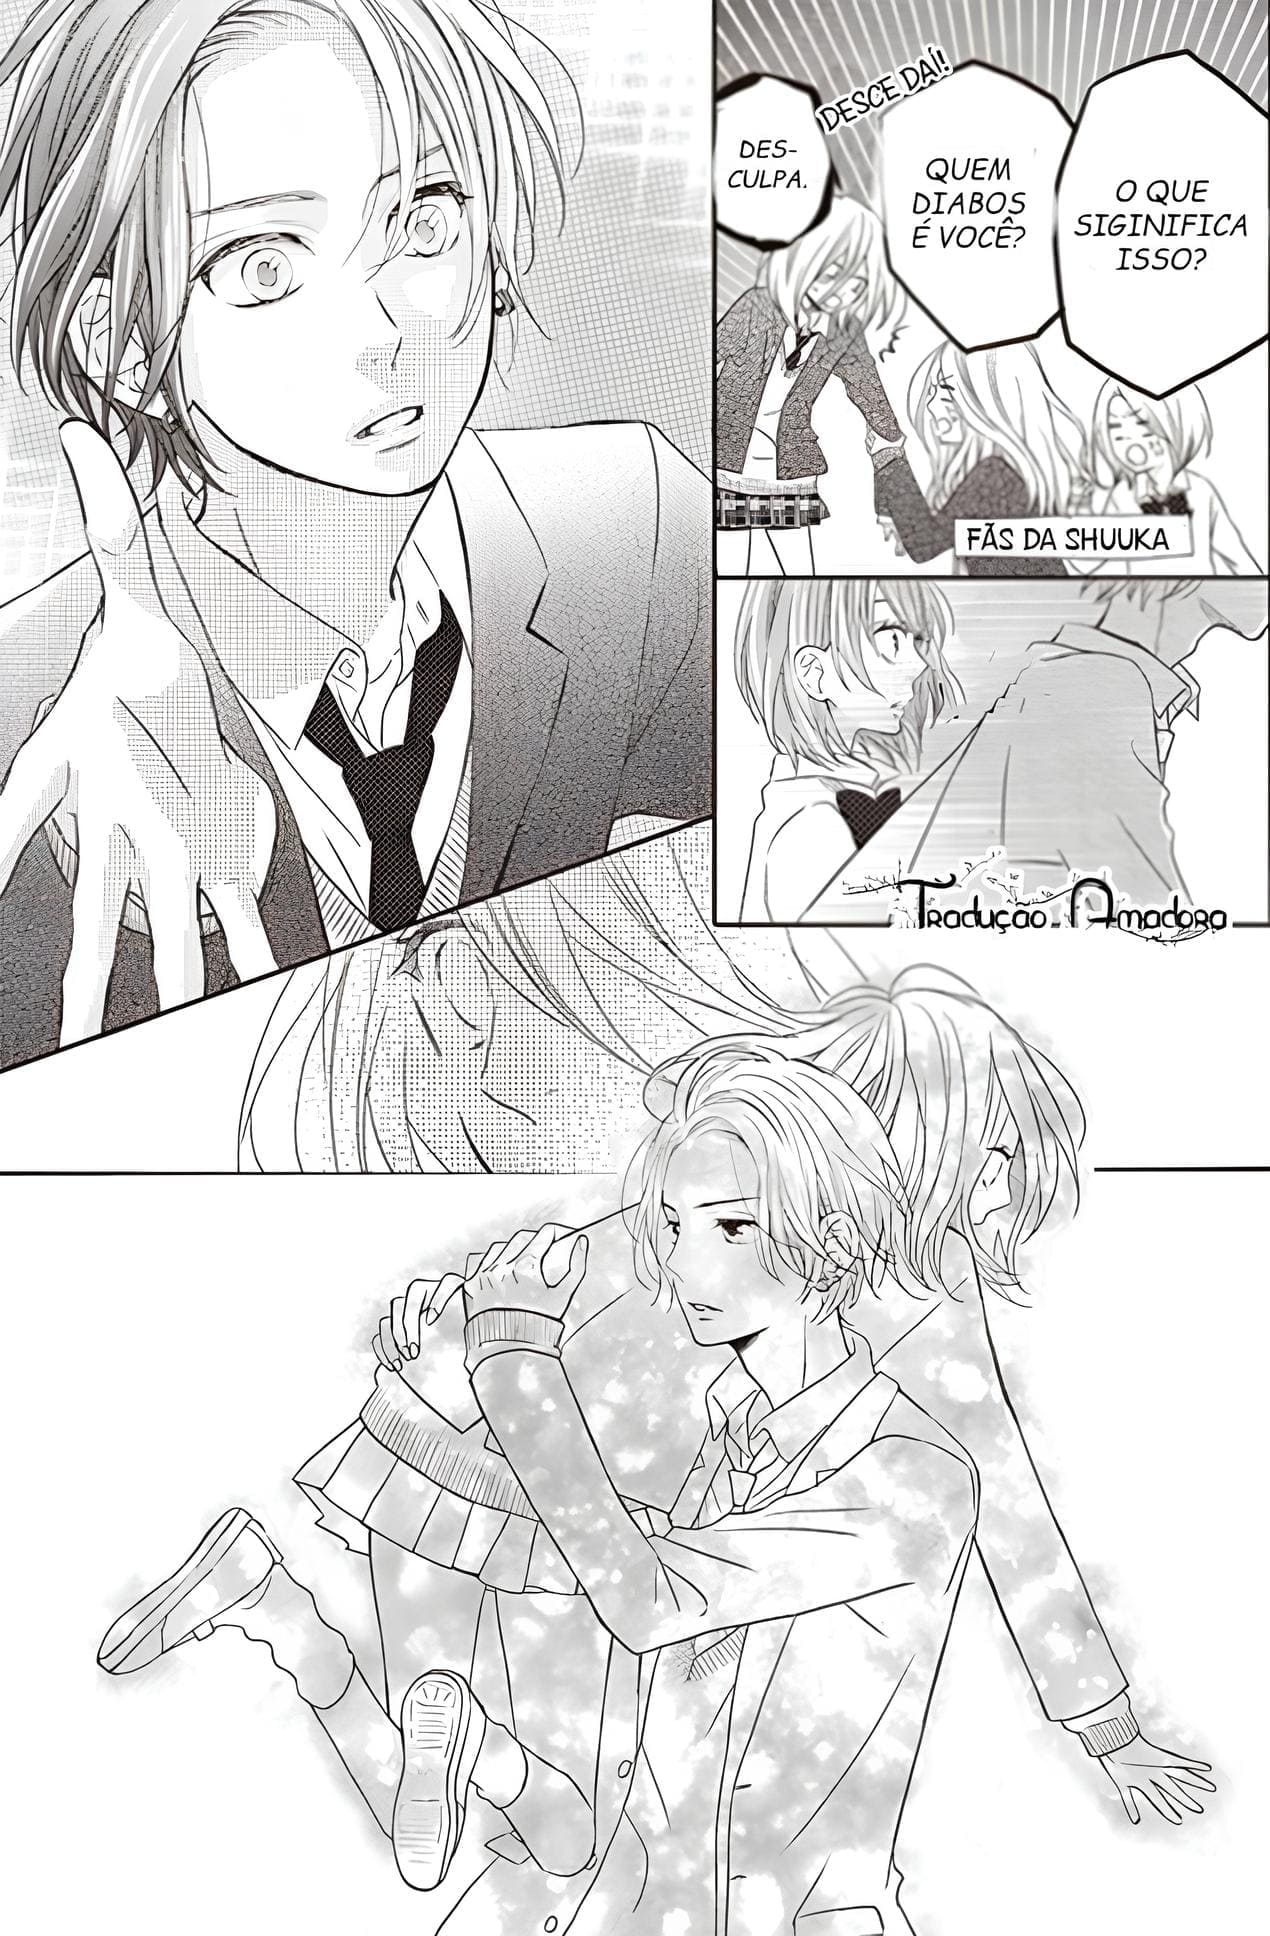 O QUE
SIGINIFICA
ISSO?
QUEM
DIABOS
É VOCÊ?
DESCE DAÍ!
DES-
CULPA.
FÃS DA SHUUKA
TRADUÇÃO AMADORA